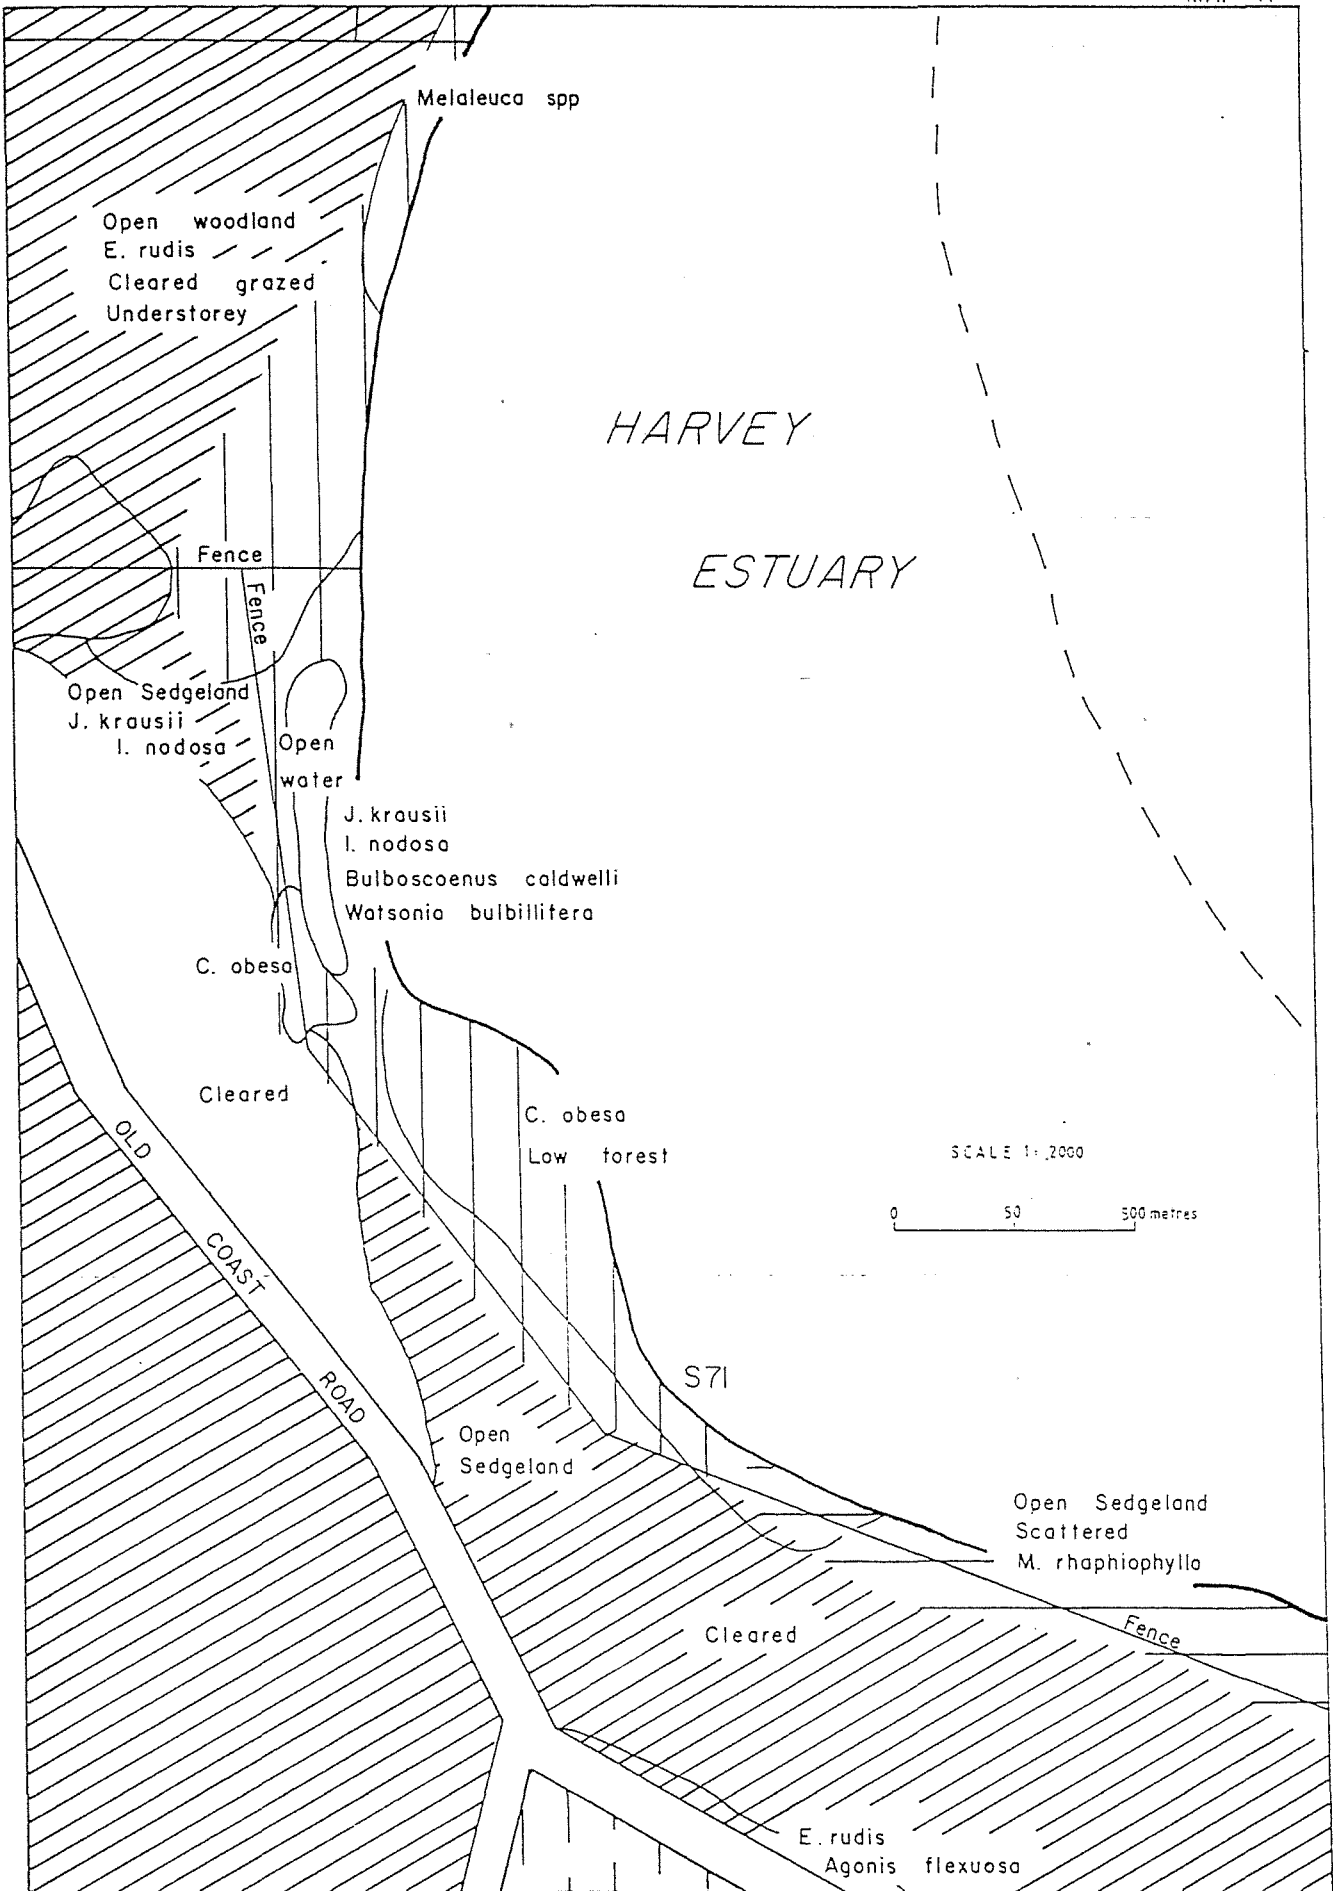 Melaleuca spp
Open woodland
E. rudis
Cleared grazed
Understorey
HARVEY
ESTUARY
Fence
Fence
Open Sedgeland
J. krausii
I. nodosa
Open
water
J. krausii
I. nodosa
Bulboscoenus caldwelli
Watsonia bulbillifera
C. obesa
Cleared
C. obesa
Low forest
SCALE 1: 2000
0 50 500 metres
OLD
COAST
ROAD
S71
Open
Sedgeland
Open Sedgeland
Scattered
M. rhaphiophylla
Fence
Cleared
E. rudis
Agonis flexuosa